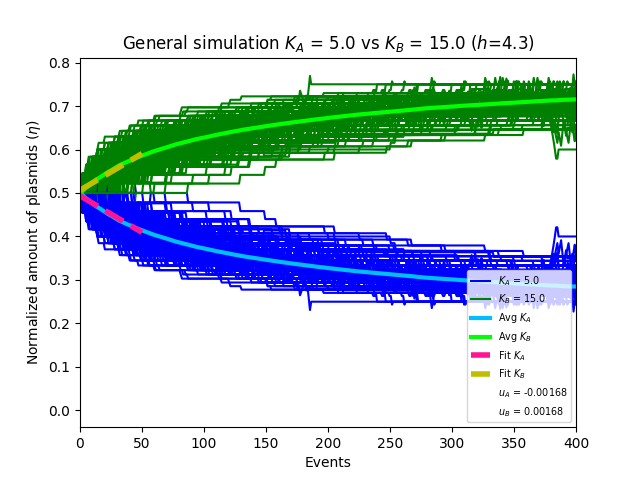 General simulation K_A = 5.0 vs K_B = 15.0 (h=4.3)
Normalized amount of plasmids (η)
0.8
0.7
0.6
0.5
0.4
0.3
0.2
0.1
0.0
K_A = 5.0
K_B = 15.0
Avg K_A
Avg K_B
Fit K_A
Fit K_B
u_A = -0.00168
u_B = 0.00168
0 50 100 150 200 250 300 350 400
Events